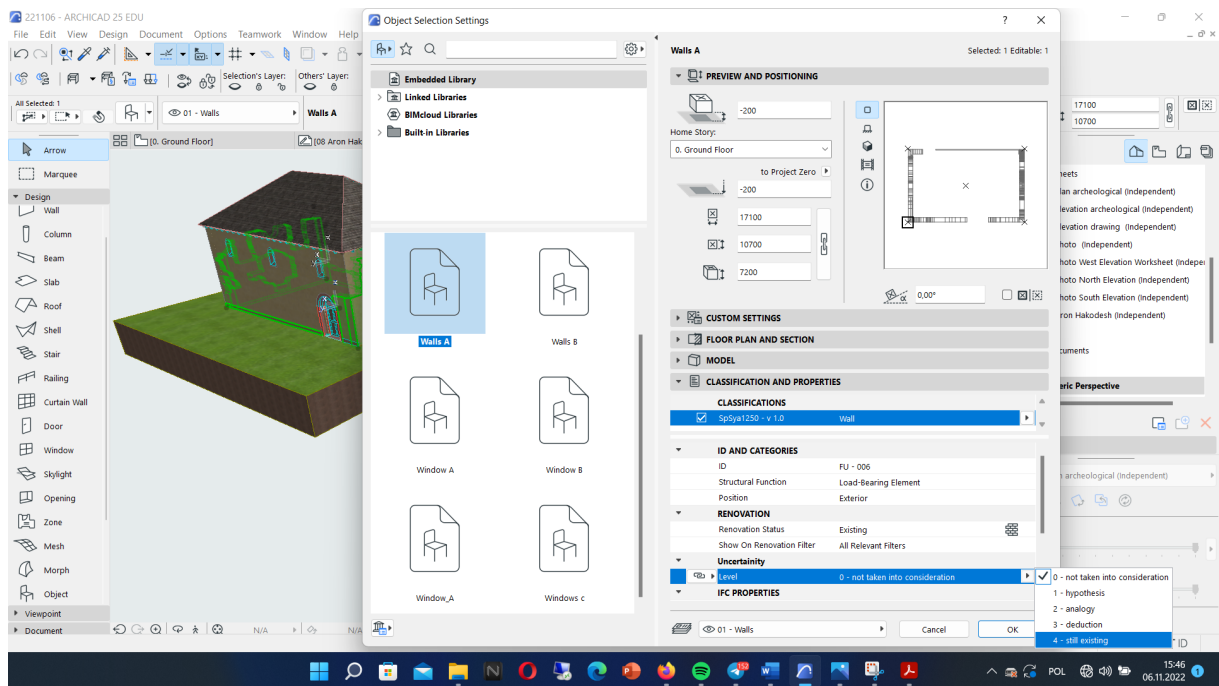 221106 - ARCHICAD 25 EDU
File Edit View Design Document Options Teamwork Window Help
Selection's Layer: Others' Layer:
0 0 0 0
All Selected: 1
01 - Walls
Walls A
Arrow
Marquee
Design
Wall
Column
Beam
Slab
Roof
Shell
Stair
Railing
Curtain Wall
Door
Window
Skylight
Opening
Zone
Mesh
Morph
Object
Viewpoint
Document
[0. Ground Floor]
[08 Aron Hak
N/A
N/A
Object Selection Settings
? ×
Embedded Library
Linked Libraries
BIMcloud Libraries
Built-in Libraries
Walls A
Walls B
Window A
Window B
Window_A
Windows c
Walls A
Selected: 1 Editable: 1
PREVIEW AND POSITIONING
-200
Home Story:
0. Ground Floor
to Project Zero
-200
17100
10700
7200
α 0,00°
CUSTOM SETTINGS
FLOOR PLAN AND SECTION
MODEL
CLASSIFICATION AND PROPERTIES
CLASSIFICATIONS
SpSya1250 - v 1.0 Wall
ID AND CATEGORIES
ID FU - 006
Structural Function Load-Bearing Element
Position Exterior
RENOVATION
Renovation Status Existing
Show On Renovation Filter All Relevant Filters
Uncertainity
Level 0 - not taken into consideration
IFC PROPERTIES
01 - Walls
Cancel
OK
0 - not taken into consideration
1 - hypothesis
2 - analogy
3 - deduction
4 - still existing
17100
10700
heets
lan archeological (Independent)
levation archeological (Independent)
levation drawing (Independent)
hoto (Independent)
hoto West Elevation Worksheet (Indeper
hoto North Elevation (Independent)
hoto South Elevation (Independent)
ron Hakodesh (Independent)
cuments
eric Perspective
n archeological (Independent)
ID
POL
15:46
06.11.2022
1